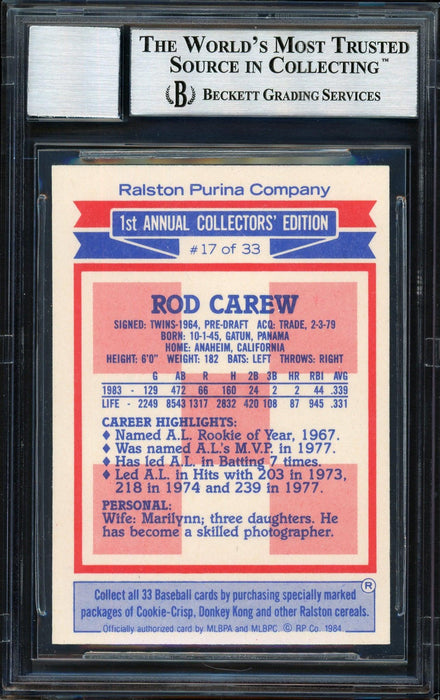 THE WORLD'S MOST TRUSTED
SOURCE IN COLLECTING™
B BECKETT GRADING SERVICES
Ralston Purina Company
1st ANNUAL COLLECTORS' EDITION
#17 of 33
ROD CAREW
SIGNED: TWINS-1964, PRE-DRAFT ACQ: TRADE, 2-3-79
BORN: 10-1-45, GATUN, PANAMA
HOME: ANAHEIM, CALIFORNIA
HEIGHT: 6'0" WEIGHT: 182 BATS: LEFT THROWS: RIGHT
G AB R H 2B 3B HR RBI AVG
1983 - 129 472 66 160 24 2 2 44 .339
LIFE - 2249 8543 1317 2832 420 108 87 945 .331
CAREER HIGHLIGHTS:
♦ Named A.L. Rookie of Year, 1967.
♦ Was named A.L.'s M.V.P. in 1977.
♦ Has led A.L. in Batting 7 times.
♦ Led A.L. in Hits with 203 in 1973,
218 in 1974 and 239 in 1977.
PERSONAL:
Wife: Marilynn; three daughters. He
has become a skilled photographer.
®
Collect all 33 Baseball cards by purchasing specially marked
packages of Cookie-Crisp, Donkey Kong and other Ralston cereals.
Officially authorized card by MLBPA and MLBPC © RP Co. 1984